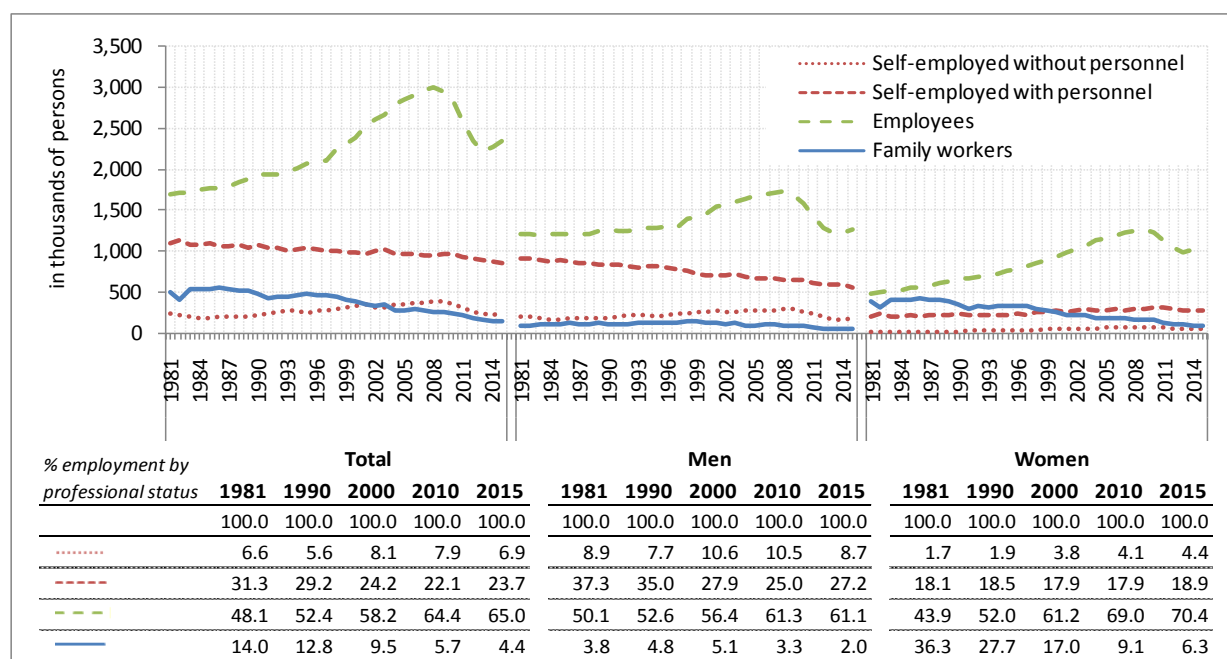 3,500
3,000
2,500
2,000
1,500
1,000
500
0
in thousands of persons
Self-employed without personnel
Self-employed with personnel
Employees
Family workers
1981 1984 1987 1990 1993 1996 1999 2002 2005 2008 2011 2014 1981 1984 1987 1990 1993 1996 1999 2002 2005 2008 2011 2014 1981 1984 1987 1990 1993 1996 1999 2002 2005 2008 2011 2014
% employment by Total Men Women
professional status 1981 1990 2000 2010 2015 1981 1990 2000 2010 2015 1981 1990 2000 2010 2015
100.0 100.0 100.0 100.0 100.0 100.0 100.0 100.0 100.0 100.0 100.0 100.0 100.0 100.0 100.0
6.6 5.6 8.1 7.9 6.9 8.9 7.7 10.6 10.5 8.7 1.7 1.9 3.8 4.1 4.4
31.3 29.2 24.2 22.1 23.7 37.3 35.0 27.9 25.0 27.2 18.1 18.5 17.9 17.9 18.9
48.1 52.4 58.2 64.4 65.0 50.1 52.6 56.4 61.3 61.1 43.9 52.0 61.2 69.0 70.4
14.0 12.8 9.5 5.7 4.4 3.8 4.8 5.1 3.3 2.0 36.3 27.7 17.0 9.1 6.3